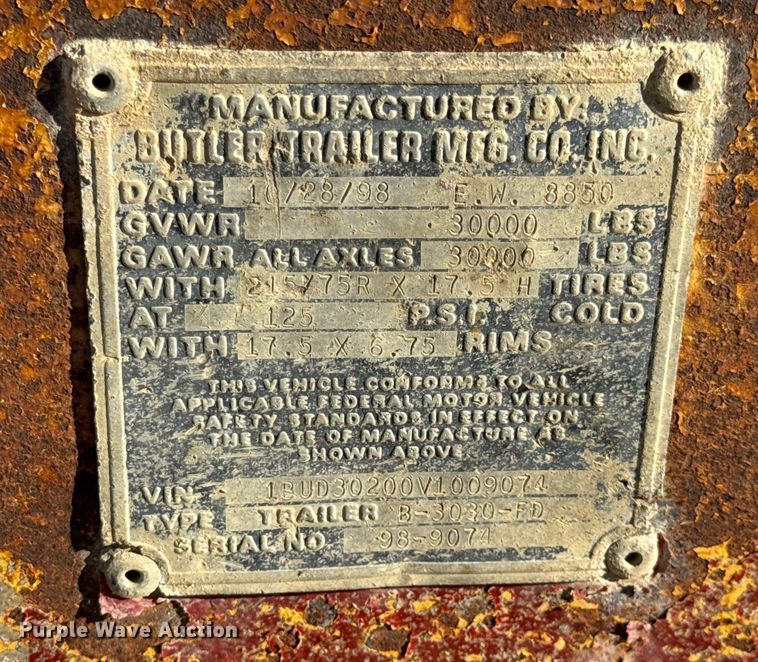 MANUFACTURED BY:
BUTLER TRAILER MFG. CO. INC.
DATE 10/28/98 E.W. 8850
GVWR 30000 LBS
GAWR ALL AXLES 30000 LBS
WITH 215/75R X 17.5 H TIRES
AT 125 P.S.I. COLD
WITH 17.5 X 6.75 RIMS
THIS VEHICLE CONFORMS TO ALL
APPLICABLE FEDERAL MOTOR VEHICLE
SAFETY STANDARDS IN EFFECT ON
THE DATE OF MANUFACTURE AS
SHOWN ABOVE
VIN 1BUD30200V1009074
TYPE TRAILER B-3030-FD
SERIAL NO 98-9074
Purple Wave Auction